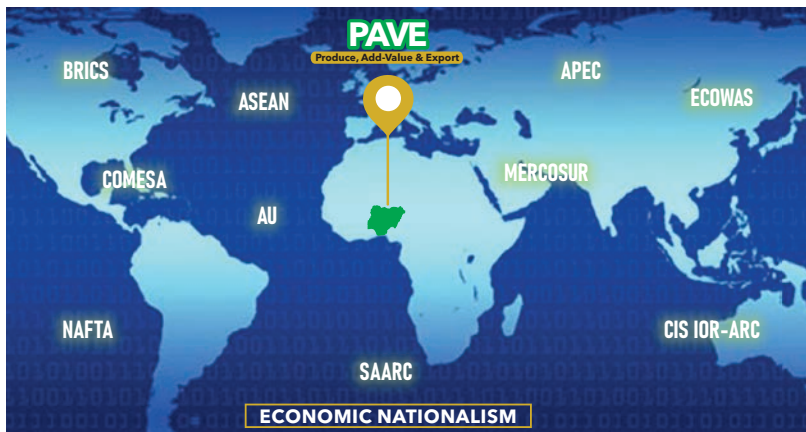 PAVE
Produce, Add-Value & Export
BRICS
APEC
ASEAN
ECOWAS
COMESA
MERCOSUR
AU
NAFTA
CIS IOR-ARC
SAARC
ECONOMIC NATIONALISM